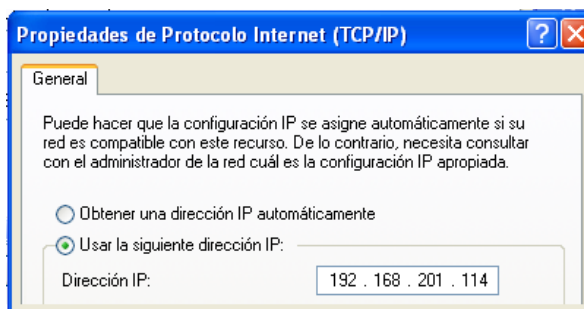 Propiedades de Protocolo Internet (TCP/IP)
General
Puede hacer que la configuración IP se asigne automáticamente si su
red es compatible con este recurso. De lo contrario, necesita consultar
con el administrador de la red cuál es la configuración IP apropiada.
Obtener una dirección IP automáticamente
Usar la siguiente dirección IP:
Dirección IP: 192 . 168 . 201 . 114